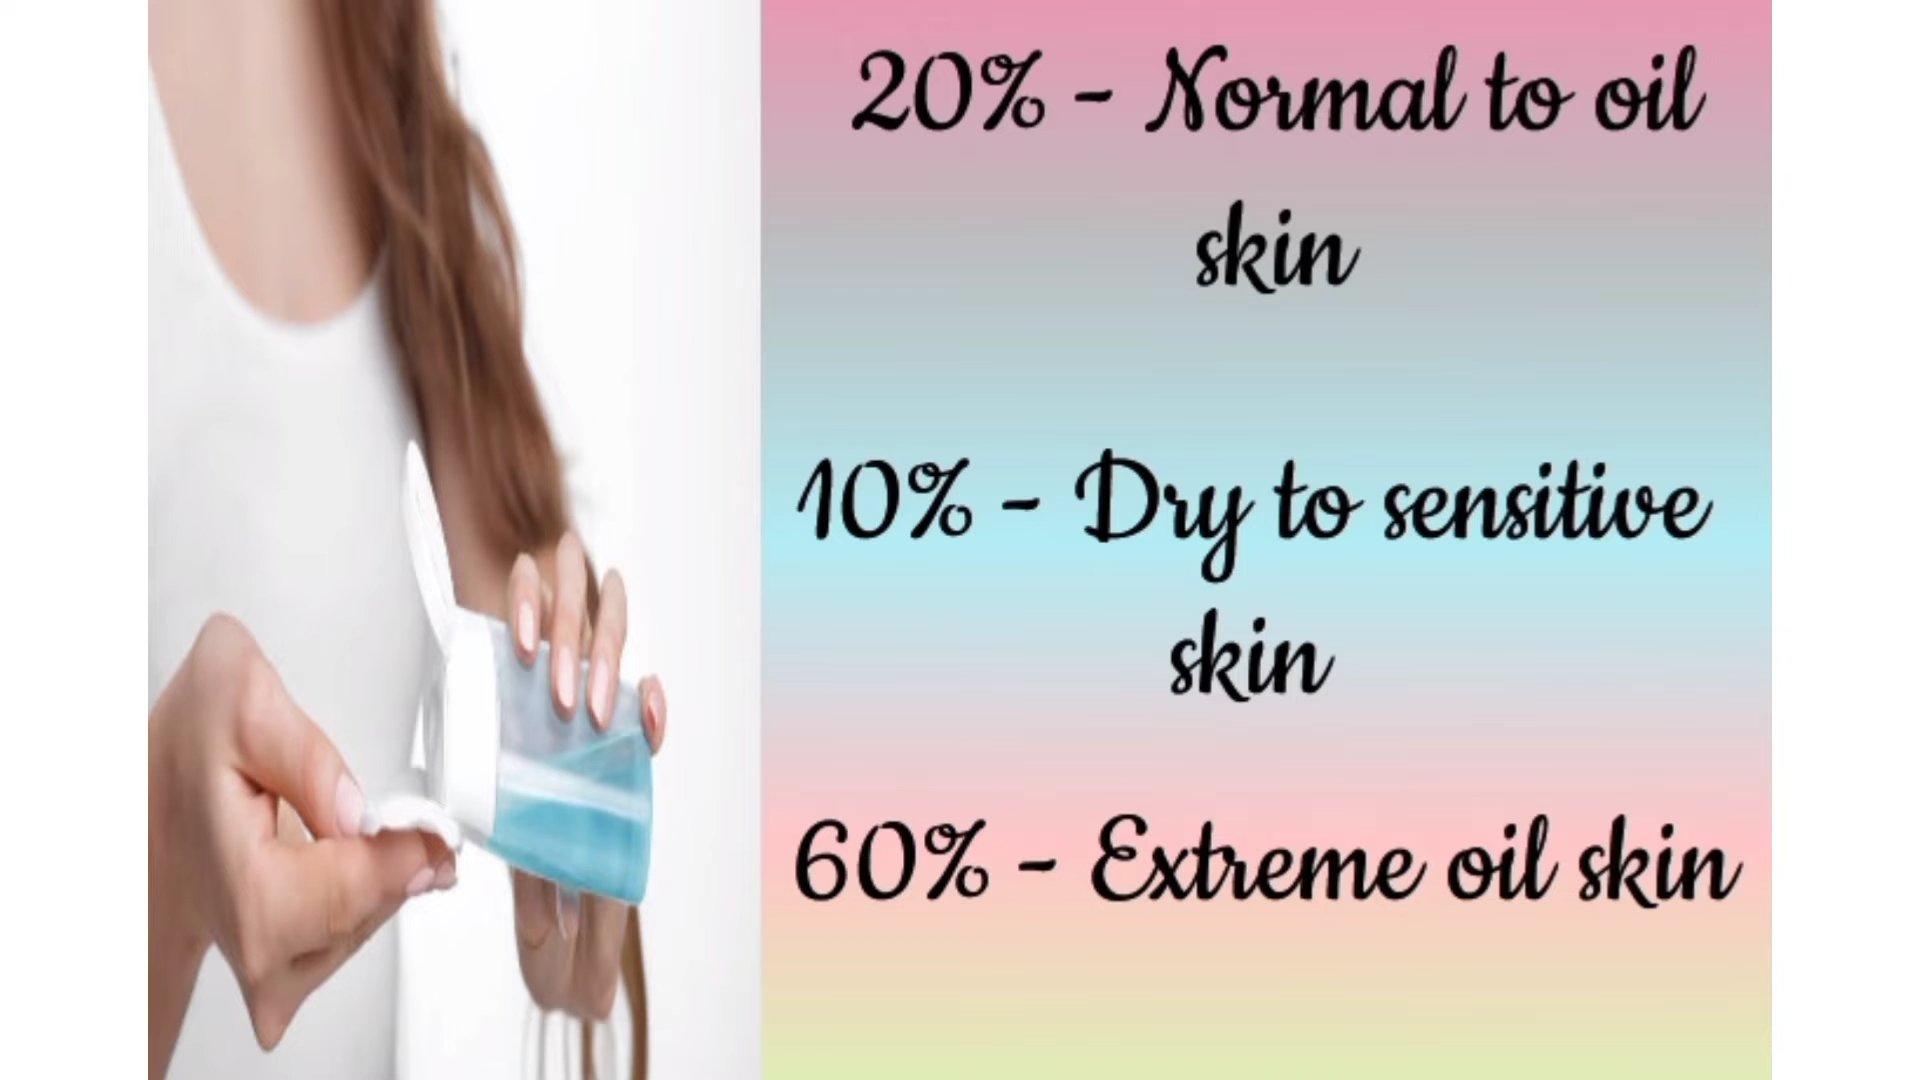 20% - Normal to oil
skin
10% - Dry to sensitive
skin
60% - Extreme oil skin